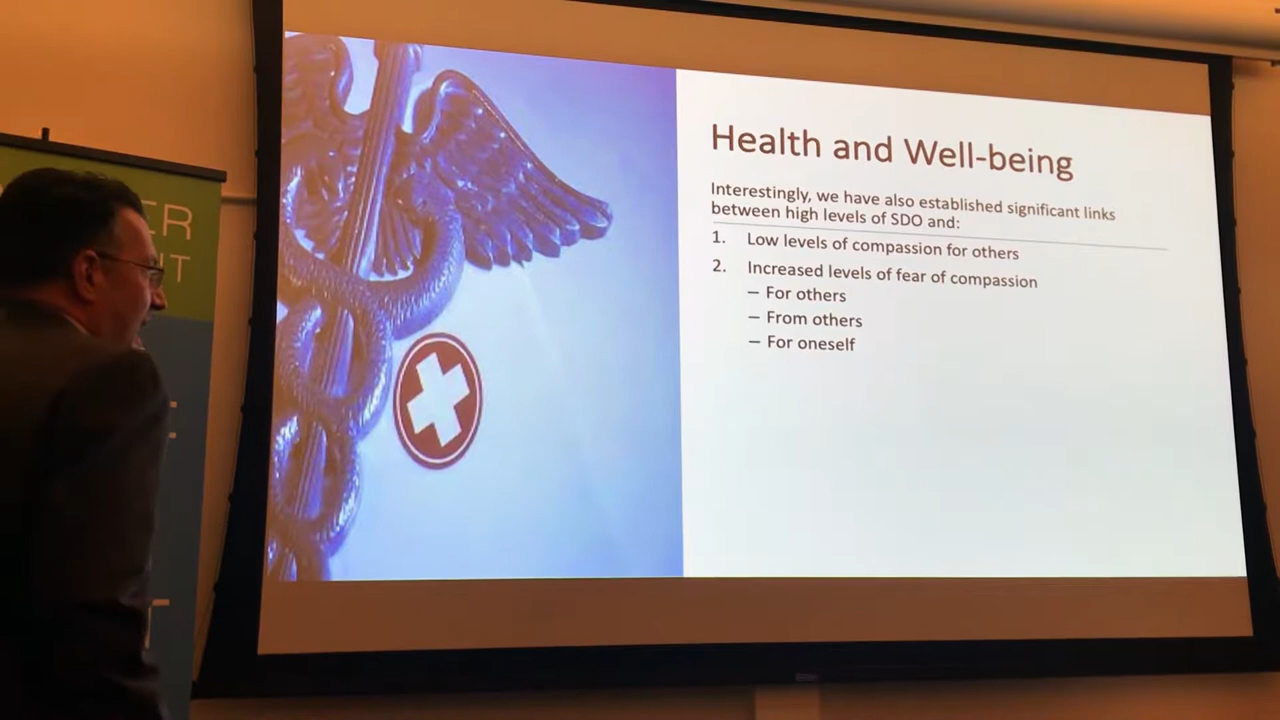 Health and Well-being
Interestingly, we have also established significant links
between high levels of SDO and:
1. Low levels of compassion for others
2. Increased levels of fear of compassion
– For others
– From others
– For oneself